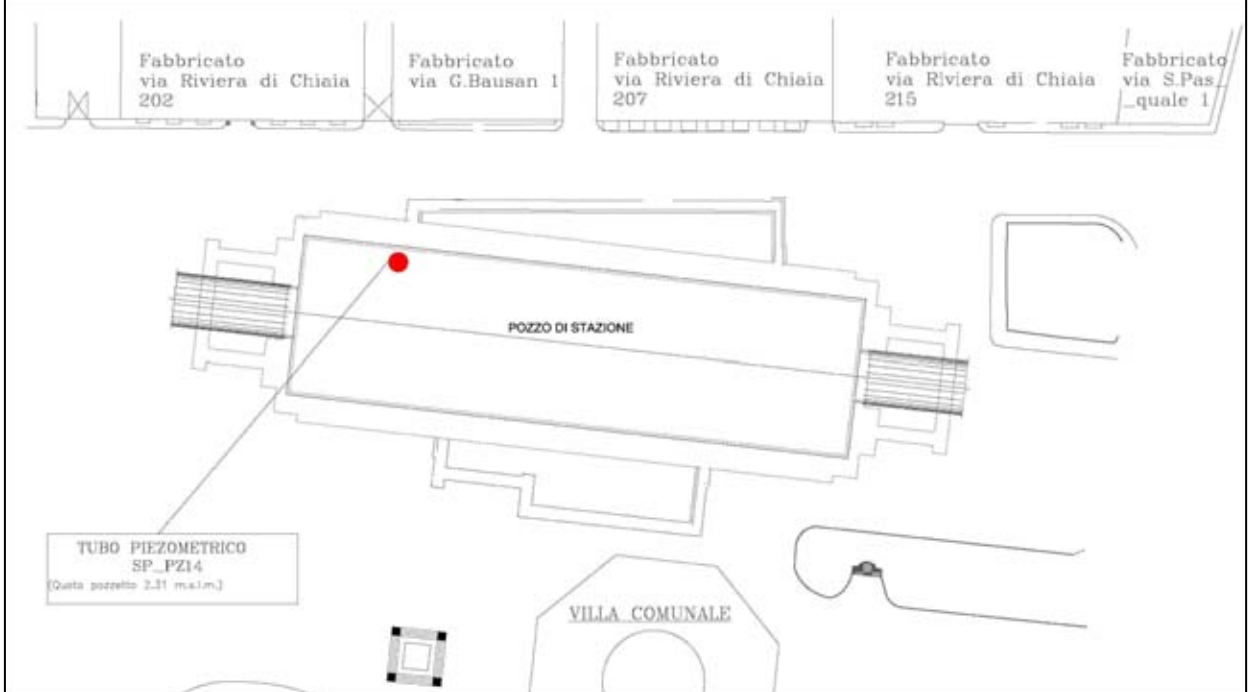 Fabbricato
via Riviera di Chiaia
202
Fabbricato
via G.Bausan 1
Fabbricato
via Riviera di Chiaia
207
Fabbricato
via Riviera di Chiaia
215
Fabbricato
via S.Pas_
_quale 1
POZZO DI STAZIONE
TUBO PIEZOMETRICO
SP_PZ14
(Quota pozzetto 2.31 m.s.l.m.)
VILLA COMUNALE